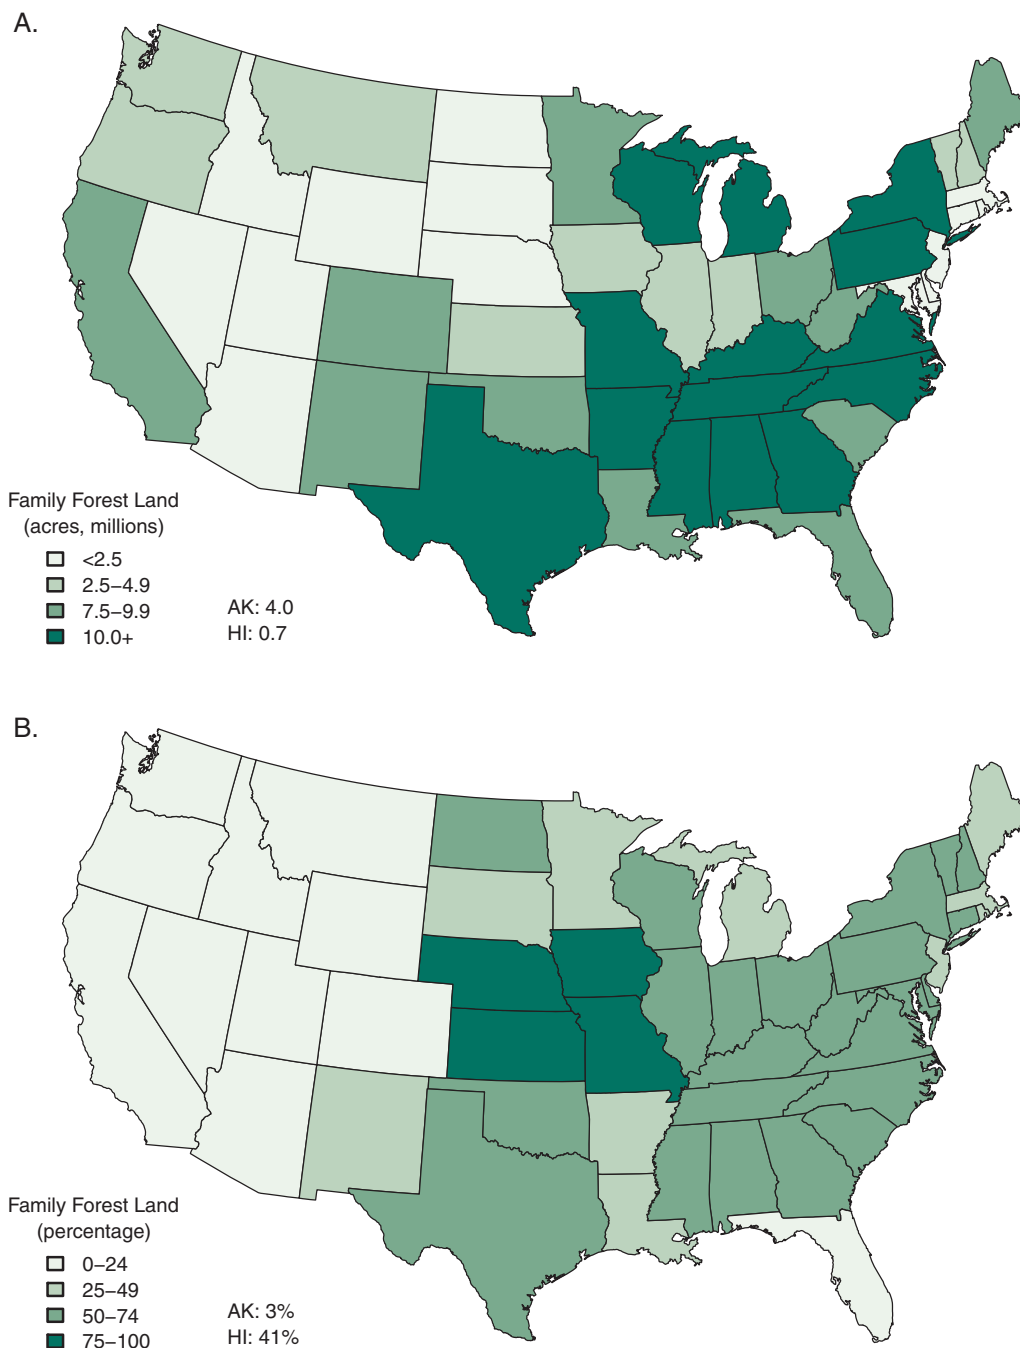 A.
Family Forest Land
(acres, millions)
<2.5
2.5–4.9
7.5–9.9
10.0+
AK: 4.0
HI: 0.7
B.
Family Forest Land
(percentage)
0–24
25–49
50–74
75–100
AK: 3%
HI: 41%